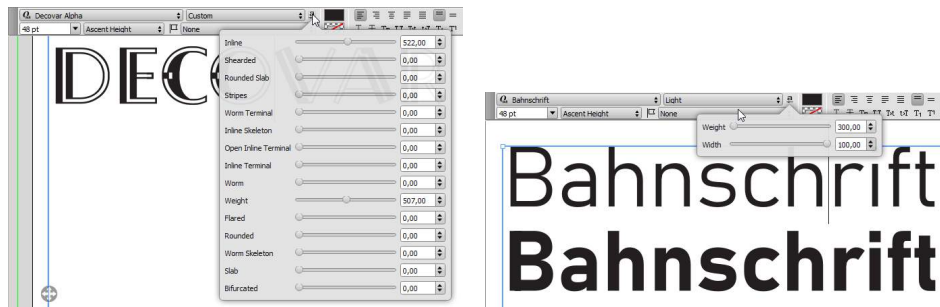 Decovar Alpha Custom a
48 pt Ascent Height None
DECOVAR
Inline 522,00
Shearded 0,00
Rounded Slab 0,00
Stripes 0,00
Worm Terminal 0,00
Inline Skeleton 0,00
Open Inline Terminal 0,00
Inline Terminal 0,00
Worm 0,00
Weight 507,00
Flared 0,00
Rounded 0,00
Worm Skeleton 0,00
Slab 0,00
Bifurcated 0,00
Bahnschrift Light a
48 pt Ascent Height None
Weight 300,00
Width 100,00
Bahnschrift
Bahnschrift